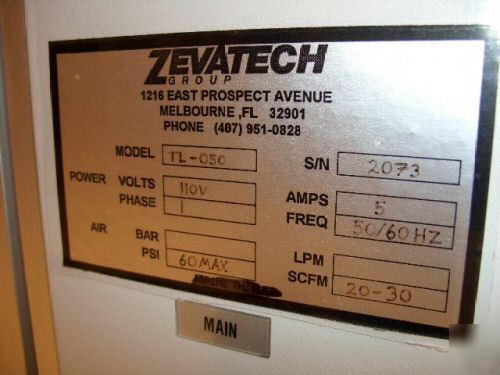 ZEVATECH
GROUP
1216 EAST PROSPECT AVENUE
MELBOURNE ,FL 32901
PHONE (407) 951-0828
MODEL TL-050 S/N 2073
POWER VOLTS 110V AMPS 5
PHASE 1 FREQ 50/60 HZ
AIR BAR LPM
PSI 60 MAX SCFM 20-30
MADE IN
MAIN